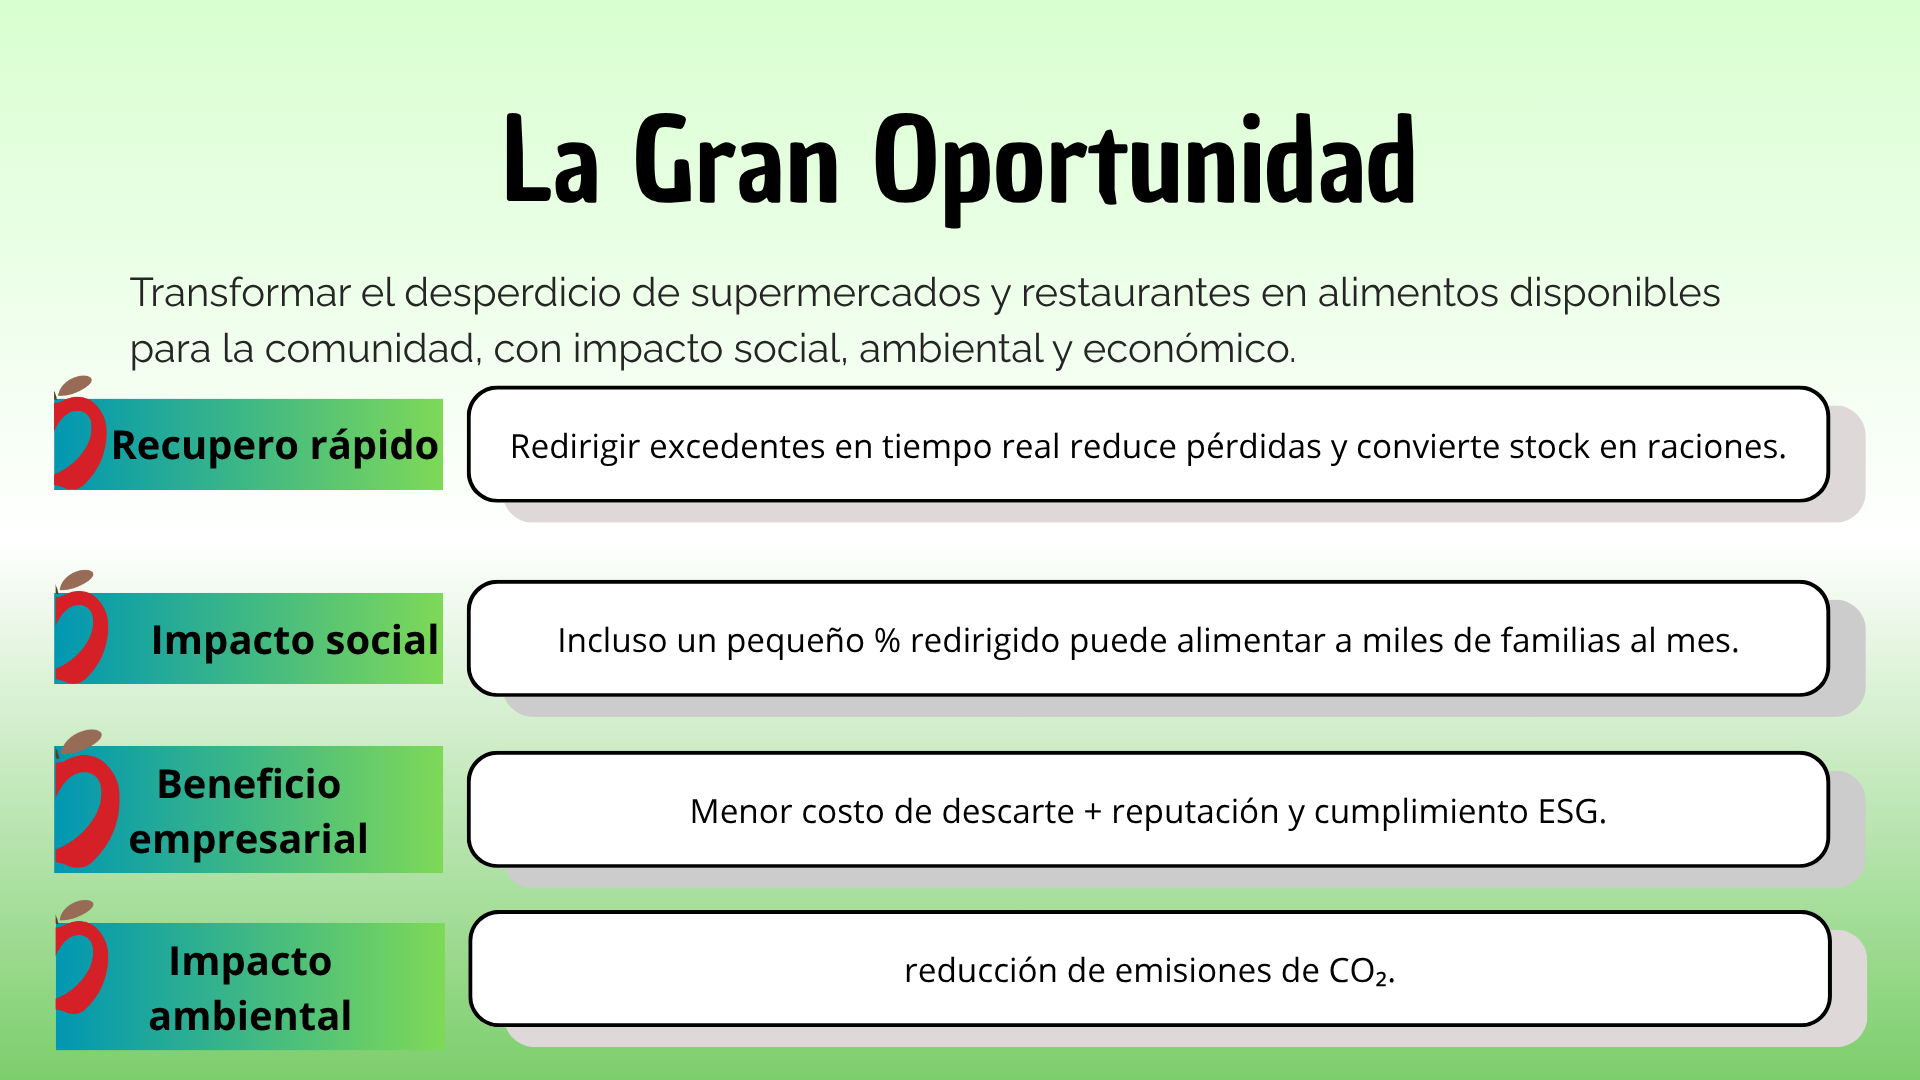 La Gran Oportunidad
Transformar el desperdicio de supermercados y restaurantes en alimentos disponibles
para la comunidad, con impacto social, ambiental y económico.
Recupero rápido
Redirigir excedentes en tiempo real reduce pérdidas y convierte stock en raciones.
Impacto social
Incluso un pequeño % redirigido puede alimentar a miles de familias al mes.
Beneficio
empresarial
Menor costo de descarte + reputación y cumplimiento ESG.
Impacto
ambiental
reducción de emisiones de CO₂.